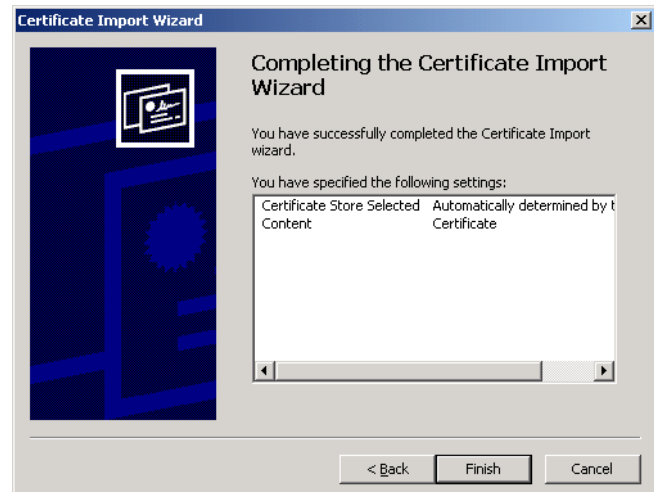 Certificate Import Wizard
Completing the Certificate Import
Wizard
You have successfully completed the Certificate Import
wizard.
You have specified the following settings:
Certificate Store Selected Automatically determined by t
Content Certificate
< Back Finish Cancel